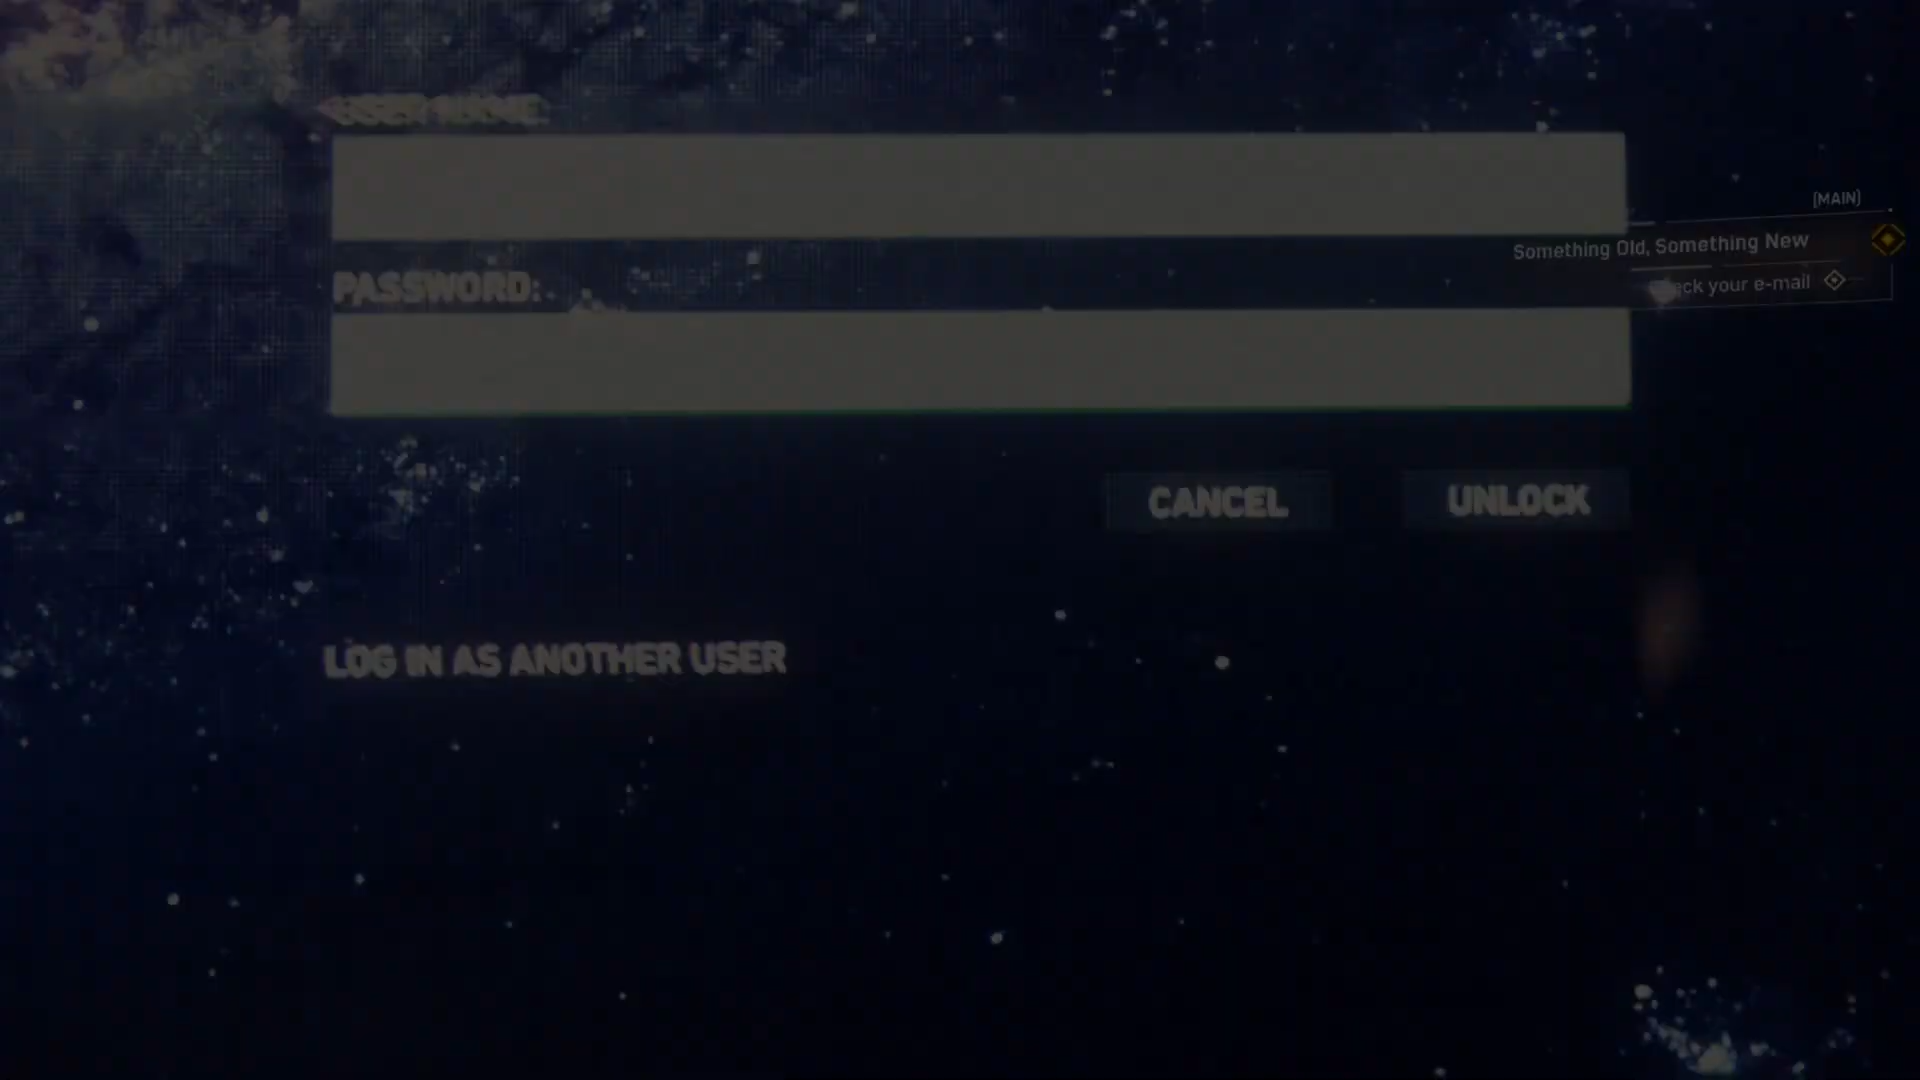 [MAIN]
Something Old, Something New
your e-mail
PASSWORD:
CANCEL
UNLOCK
LOG IN AS ANOTHER USER